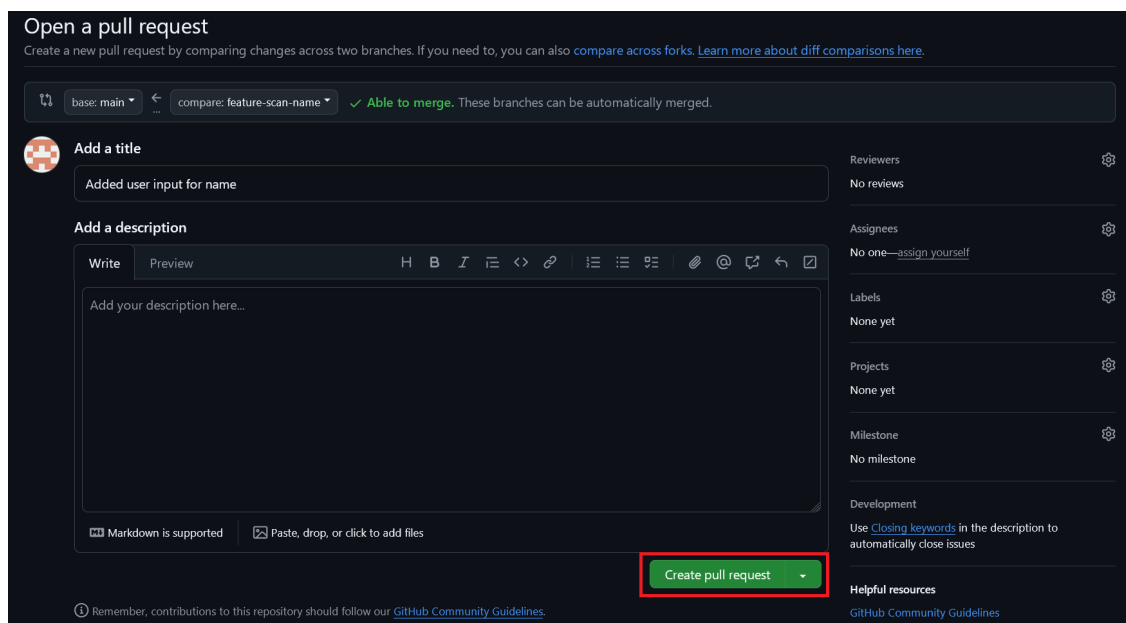 Open a pull request
Create a new pull request by comparing changes across two branches. If you need to, you can also compare across forks. Learn more about diff comparisons here.
base: main
compare: feature-scan-name
Able to merge. These branches can be automatically merged.
Add a title
Added user input for name
Add a description
Write Preview
Add your description here...
Markdown is supported
Paste, drop, or click to add files
Create pull request
Remember, contributions to this repository should follow our GitHub Community Guidelines.
Reviewers
No reviews
Assignees
No one—assign yourself
Labels
None yet
Projects
None yet
Milestone
No milestone
Development
Use Closing keywords in the description to
automatically close issues
Helpful resources
GitHub Community Guidelines